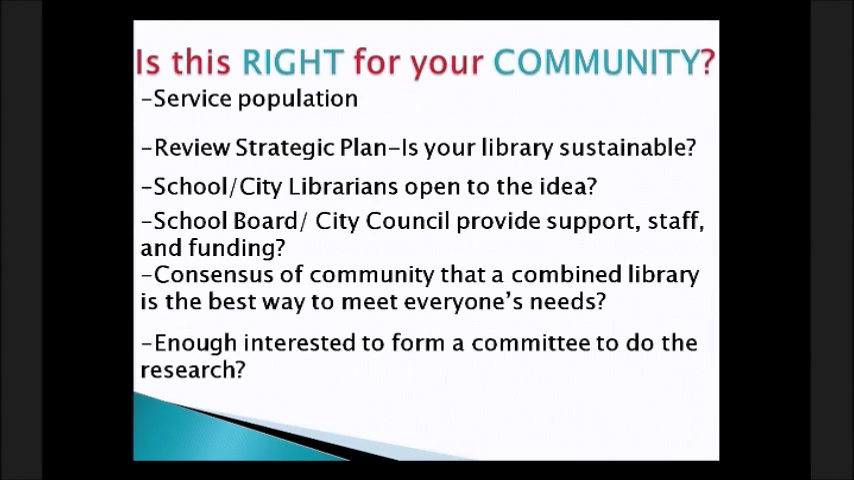 Is this RIGHT for your COMMUNITY?
-Service population
-Review Strategic Plan-Is your library sustainable?
-School/City Librarians open to the idea?
-School Board/ City Council provide support, staff,
and funding?
-Consensus of community that a combined library
is the best way to meet everyone's needs?
-Enough interested to form a committee to do the
research?